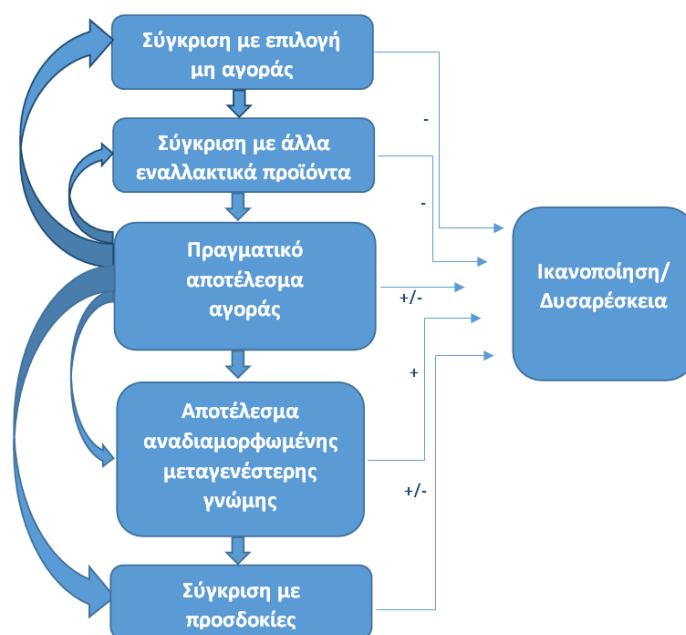 Σύγκριση με επιλογή
μη αγοράς
-
Σύγκριση με άλλα
εναλλακτικά προϊόντα
-
Πραγματικό
αποτέλεσμα
αγοράς
+/-
Ικανοποίηση/
Δυσαρέσκεια
+
Αποτέλεσμα
αναδιαμορφωμένης
μεταγενέστερης
γνώμης
+/-
Σύγκριση με
προσδοκίες